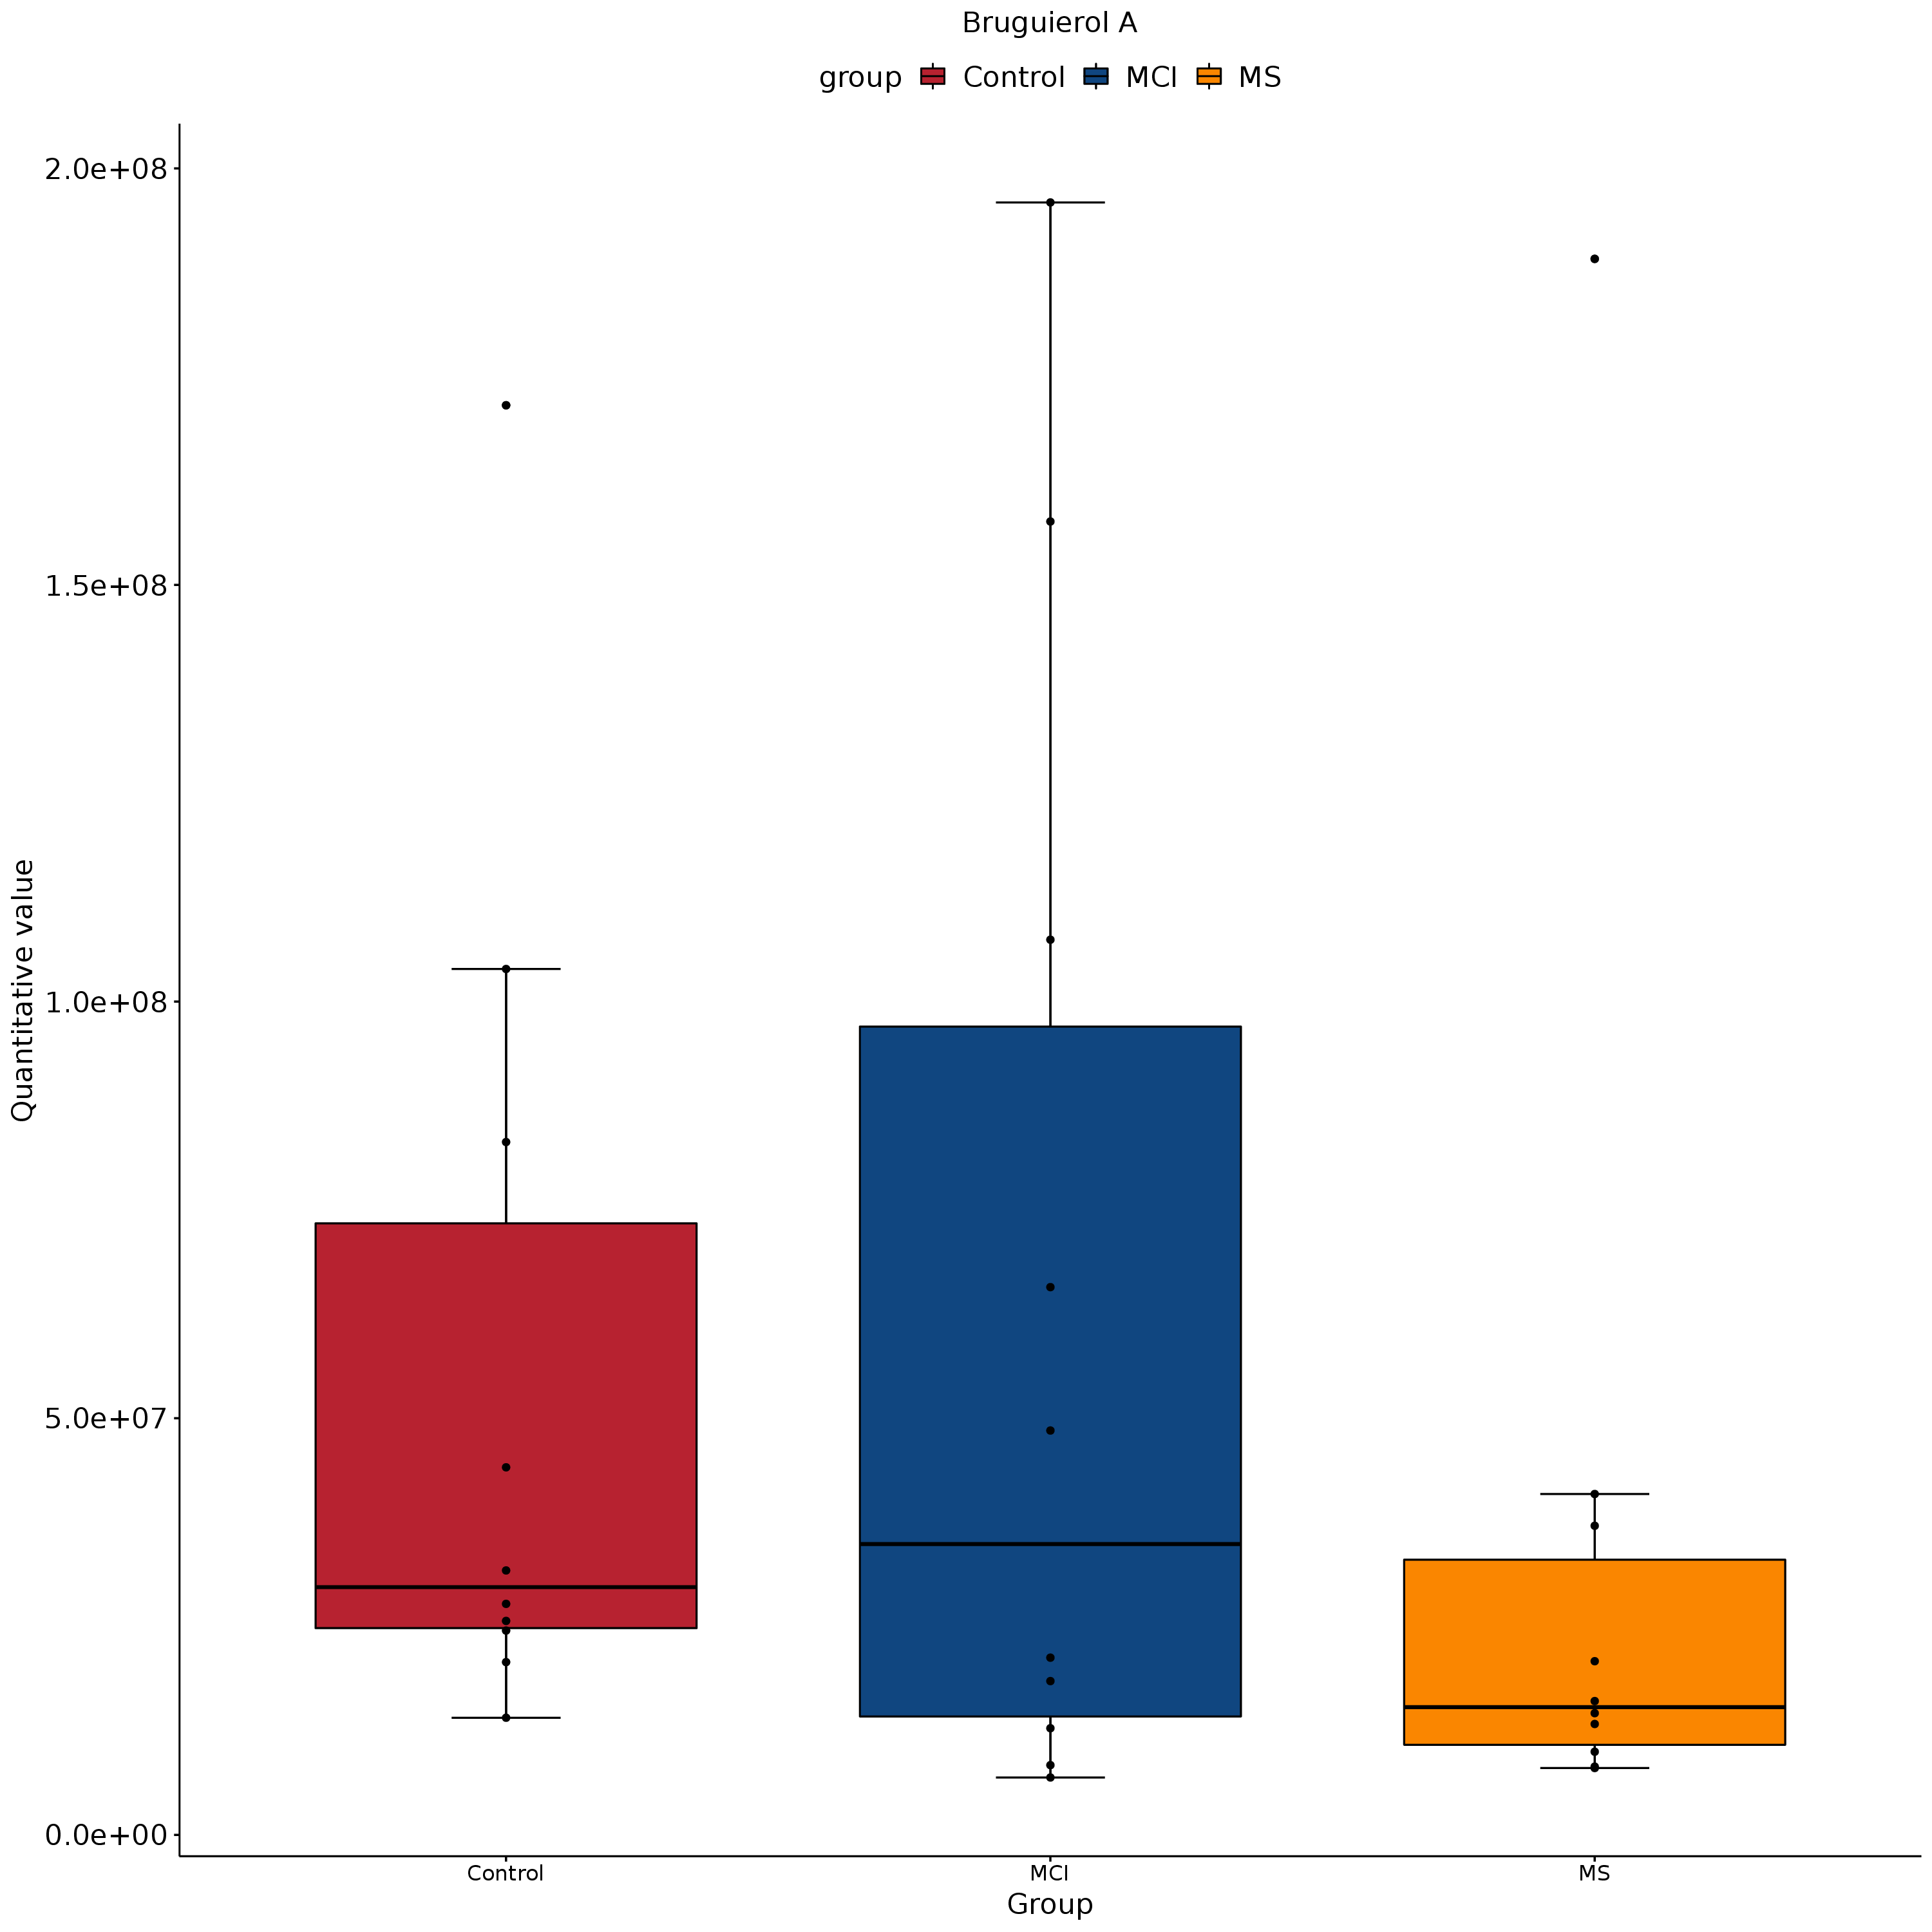 Bruguierol A
group Control MCI MS
2.0e+08
1.5e+08
1.0e+08
5.0e+07
0.0e+00
Quantitative value
Control MCI MS
Group